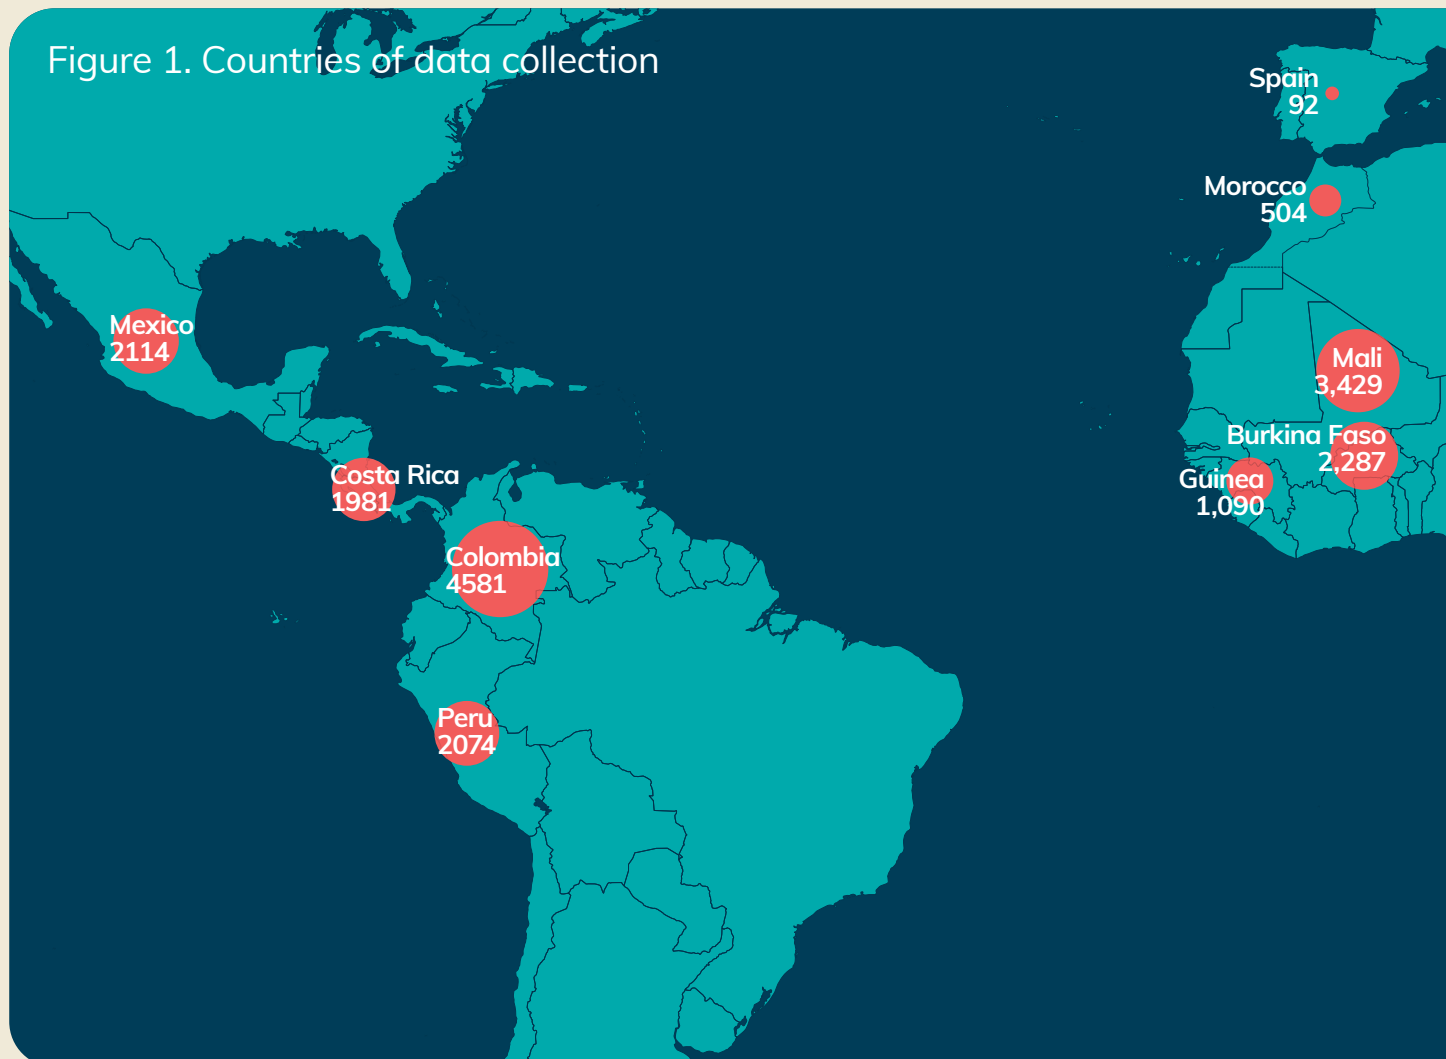 Figure 1. Countries of data collection
Spain
92
Morocco
504
Mexico
2114
Mali
3,429
Burkina Faso
2,287
Guinea
1,090
Costa Rica
1981
Colombia
4581
Peru
2074